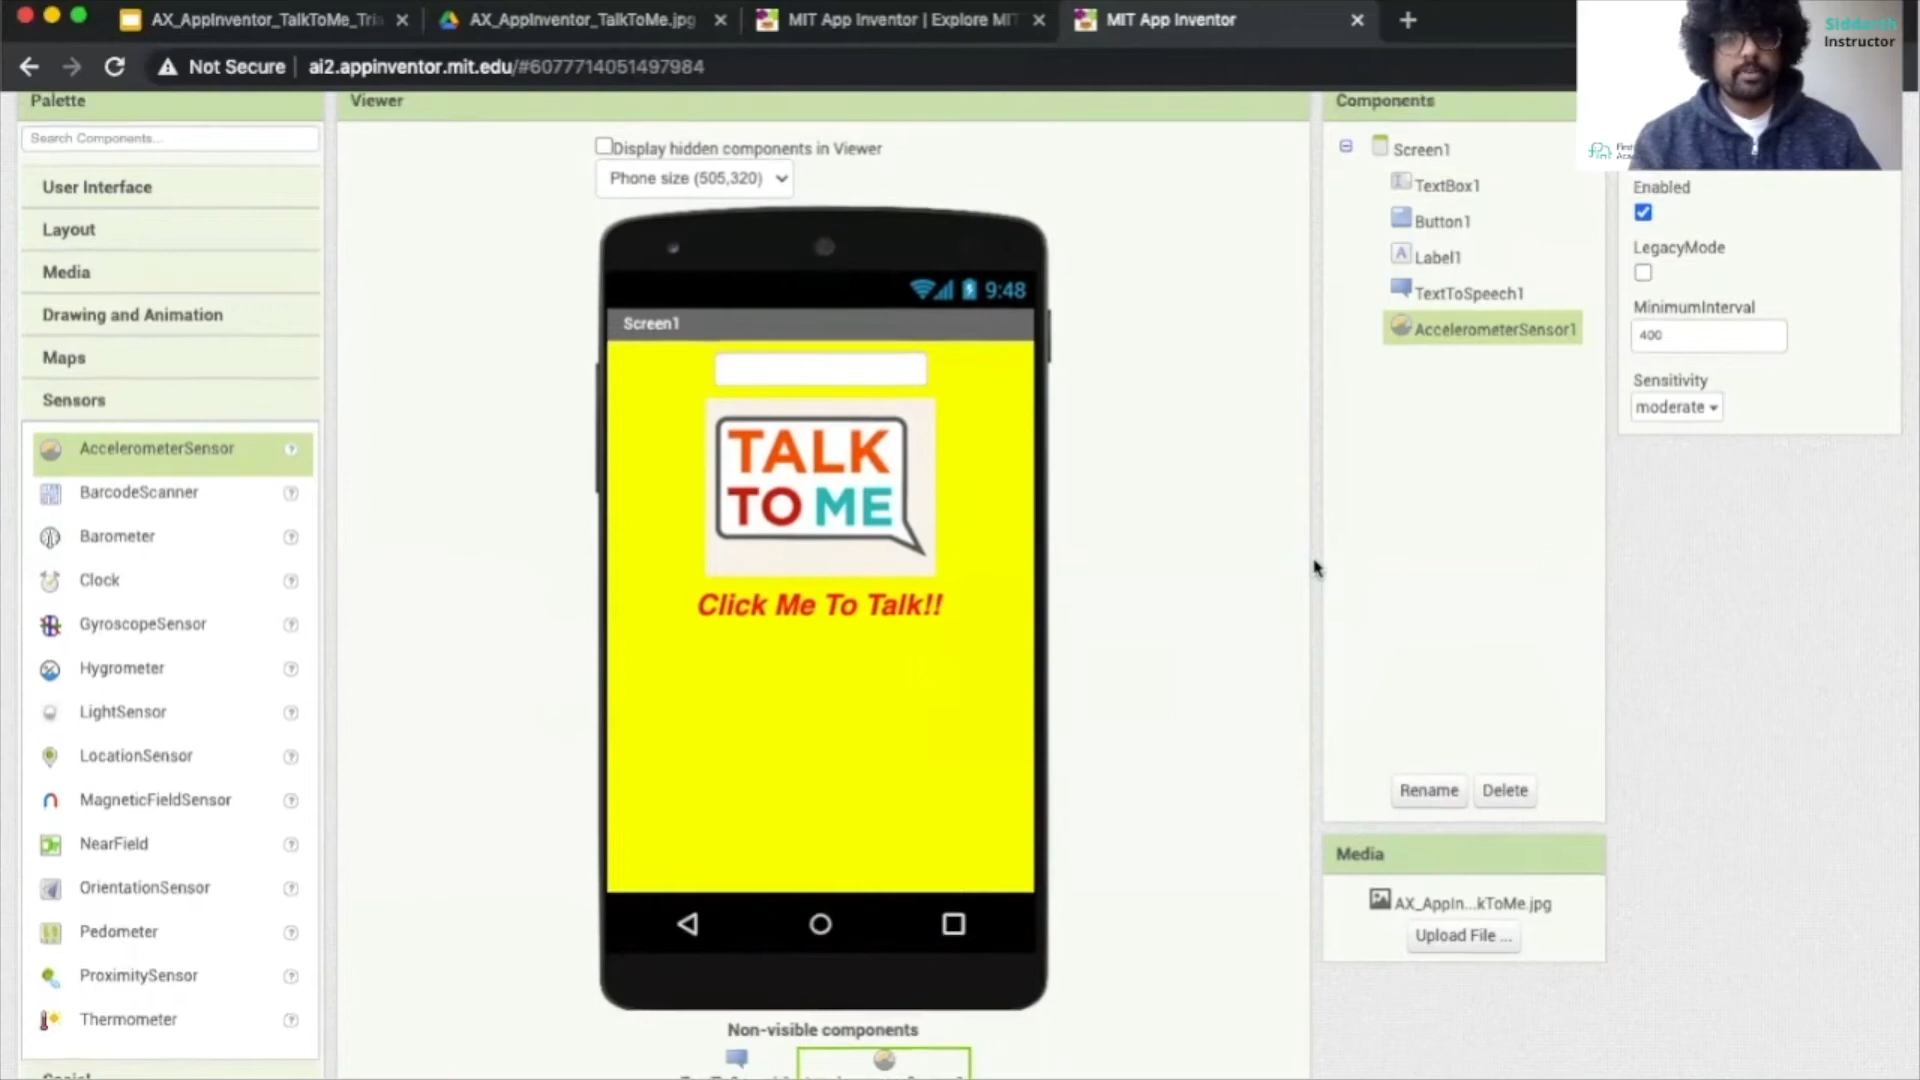 AX_AppInventor_TalkToMe_Tria
AX_AppInventor_TalkToMe.jpg
MIT App Inventor | Explore MIT
MIT App Inventor
Siddarth
Instructor
Not Secure
ai2.appinventor.mit.edu/#6077714051497984
Palette
Viewer
Components
Search Components...
User Interface
Layout
Media
Drawing and Animation
Maps
Sensors
AccelerometerSensor
BarcodeScanner
Barometer
Clock
GyroscopeSensor
Hygrometer
LightSensor
LocationSensor
MagneticFieldSensor
NearField
OrientationSensor
Pedometer
ProximitySensor
Thermometer
Social
Display hidden components in Viewer
Phone size (505,320)
9:48
Screen1
TALK
TO ME
Click Me To Talk!!
Non-visible components
Screen1
TextBox1
Button1
Label1
TextToSpeech1
AccelerometerSensor1
Rename
Delete
Media
AX_AppIn...kToMe.jpg
Upload File ...
Enabled
LegacyMode
MinimumInterval
400
Sensitivity
moderate